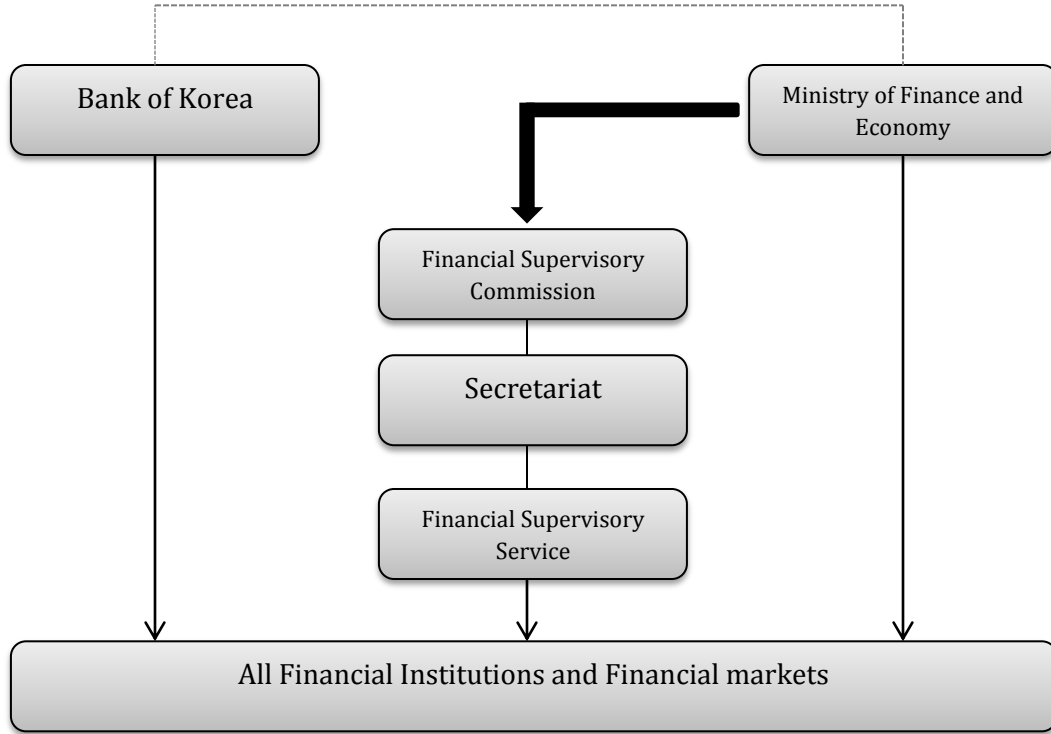 Bank of Korea
Ministry of Finance and
Economy
Financial Supervisory
Commission
Secretariat
Financial Supervisory
Service
All Financial Institutions and Financial markets